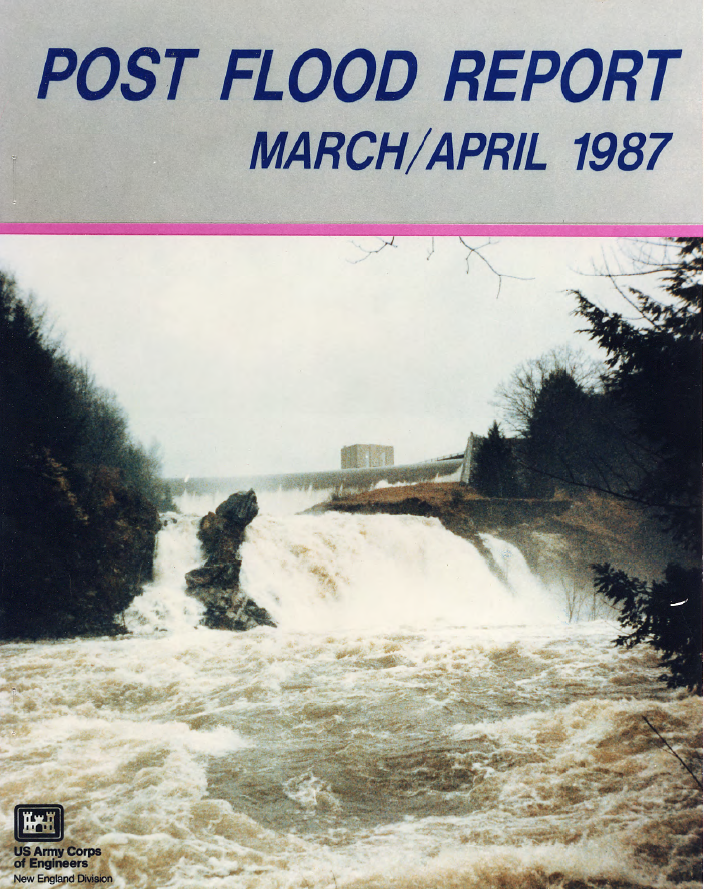 POST FLOOD REPORT
MARCH/APRIL 1987
US Army Corps
of Engineers
New England Division